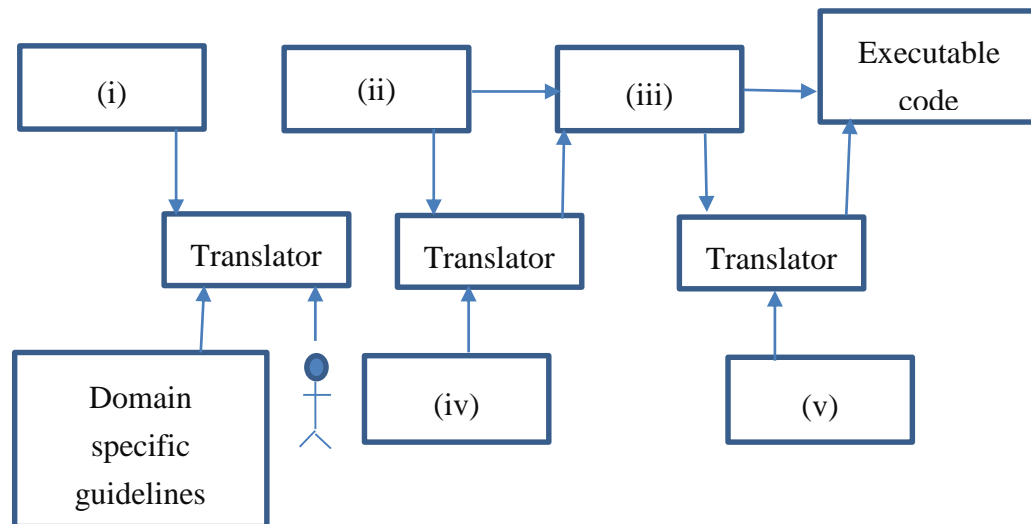 (i)
(ii)
(iii)
Executable
code
Translator
Translator
Translator
Domain
specific
guidelines
(iv)
(v)